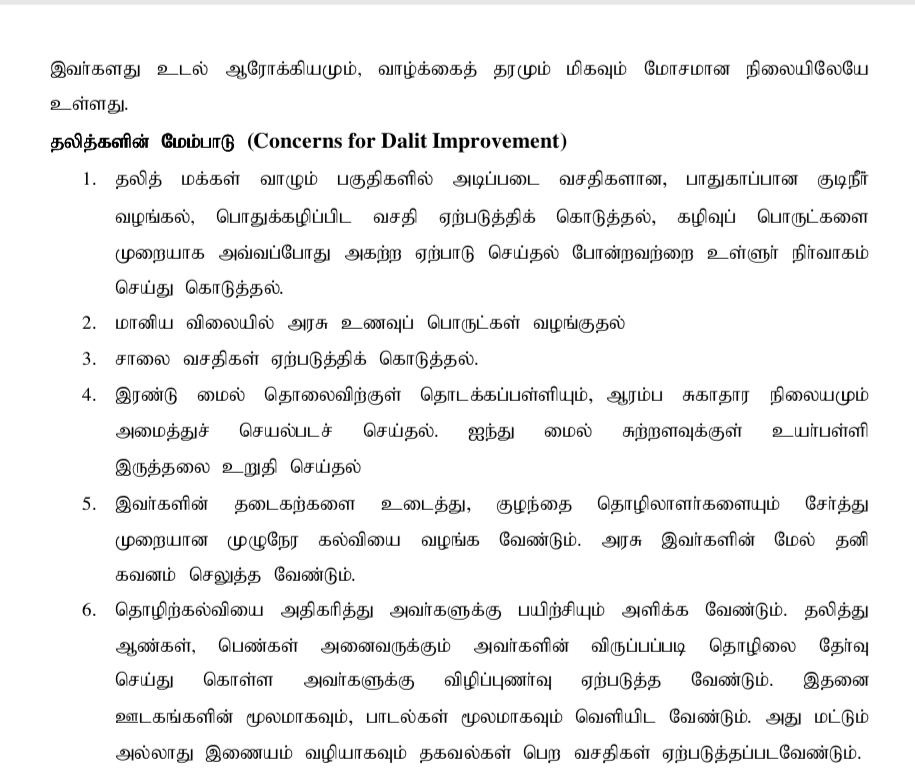 இவர்களது உடல் ஆரோக்கியமும், வாழ்க்கைத் தரமும் மிகவும் மோசமான நிலையிலேயே
உள்ளது.
தலித்களின் மேம்பாடு (Concerns for Dalit Improvement)
1. தலித் மக்கள் வாழும் பகுதிகளில் அடிப்படை வசதிகளான, பாதுகாப்பான குடிநீர்
வழங்கல், பொதுக்கழிப்பிட வசதி ஏற்படுத்திக் கொடுத்தல், கழிவுப் பொருட்களை
முறையாக அவ்வப்போது அகற்ற ஏற்பாடு செய்தல் போன்றவற்றை உள்ளுர் நிர்வாகம்
செய்து கொடுத்தல்.
2. மானிய விலையில் அரசு உணவுப் பொருட்கள் வழங்குதல்
3. சாலை வசதிகள் ஏற்படுத்திக் கொடுத்தல்.
4. இரண்டு மைல் தொலைவிற்குள் தொடக்கப்பள்ளியும், ஆரம்ப சுகாதார நிலையமும்
அமைத்துச் செயல்படச் செய்தல். ஐந்து மைல் சுற்றளவுக்குள் உயர்பள்ளி
இருத்தலை உறுதி செய்தல்
5. இவர்களின் தடைகற்களை உடைத்து, குழந்தை தொழிலாளர்களையும் சேர்த்து
முறையான முழுநேர கல்வியை வழங்க வேண்டும். அரசு இவர்களின் மேல் தனி
கவனம் செலுத்த வேண்டும்.
6. தொழிற்கல்வியை அதிகரித்து அவர்களுக்கு பயிற்சியும் அளிக்க வேண்டும். தலித்து
ஆண்கள், பெண்கள் அனைவருக்கும் அவர்களின் விருப்பப்படி தொழிலை தேர்வு
செய்து கொள்ள அவர்களுக்கு விழிப்புணர்வு ஏற்படுத்த வேண்டும். இதனை
ஊடகங்களின் மூலமாகவும், பாடல்கள் மூலமாகவும் வெளியிட வேண்டும். அது மட்டும்
அல்லாது இணையம் வழியாகவும் தகவல்கள் பெற வசதிகள் ஏற்படுத்தப்படவேண்டும்.